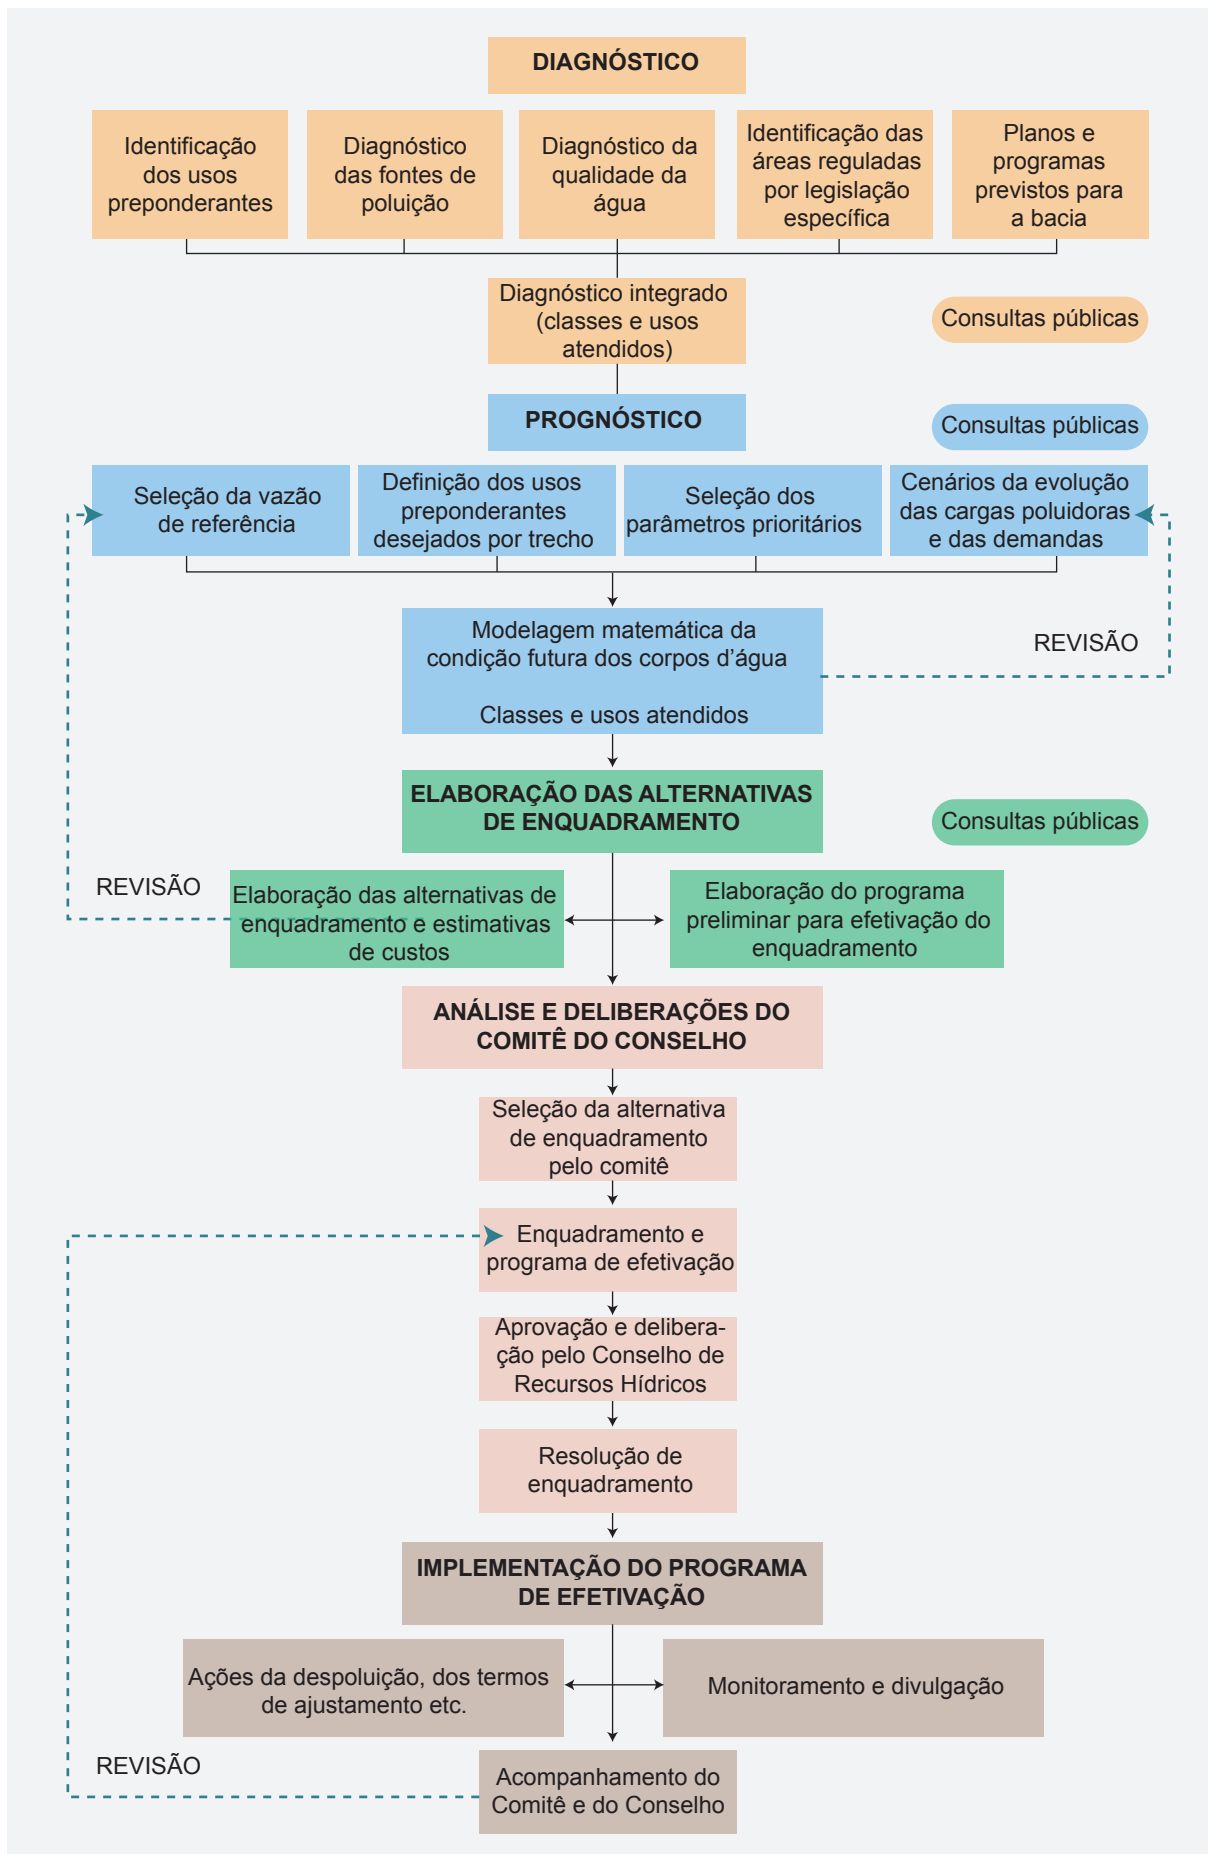 DIAGNÓSTICO
Identificação
dos usos
preponderantes
Diagnóstico
das fontes de
poluição
Diagnóstico da
qualidade da
água
Identificação das
áreas reguladas
por legislação
específica
Planos e
programas
previstos para
a bacia
Diagnóstico integrado
(classes e usos
atendidos)
Consultas públicas
PROGNÓSTICO
Consultas públicas
Seleção da vazão
de referência
Definição dos usos
preponderantes
desejados por trecho
Seleção dos
parâmetros prioritários
Cenários da evolução
das cargas poluidoras
e das demandas
Modelagem matemática da
condição futura dos corpos d’água
Classes e usos atendidos
REVISÃO
ELABORAÇÃO DAS ALTERNATIVAS
DE ENQUADRAMENTO
Consultas públicas
REVISÃO
Elaboração das alternativas de
enquadramento e estimativas
de custos
Elaboração do programa
preliminar para efetivação do
enquadramento
ANÁLISE E DELIBERAÇÕES DO
COMITÊ DO CONSELHO
Seleção da alternativa
de enquadramento
pelo comitê
Enquadramento e
programa de efetivação
Aprovação e delibera-
ção pelo Conselho de
Recursos Hídricos
Resolução de
enquadramento
IMPLEMENTAÇÃO DO PROGRAMA
DE EFETIVAÇÃO
Ações da despoluição, dos termos
de ajustamento etc.
Monitoramento e divulgação
REVISÃO
Acompanhamento do
Comitê e do Conselho